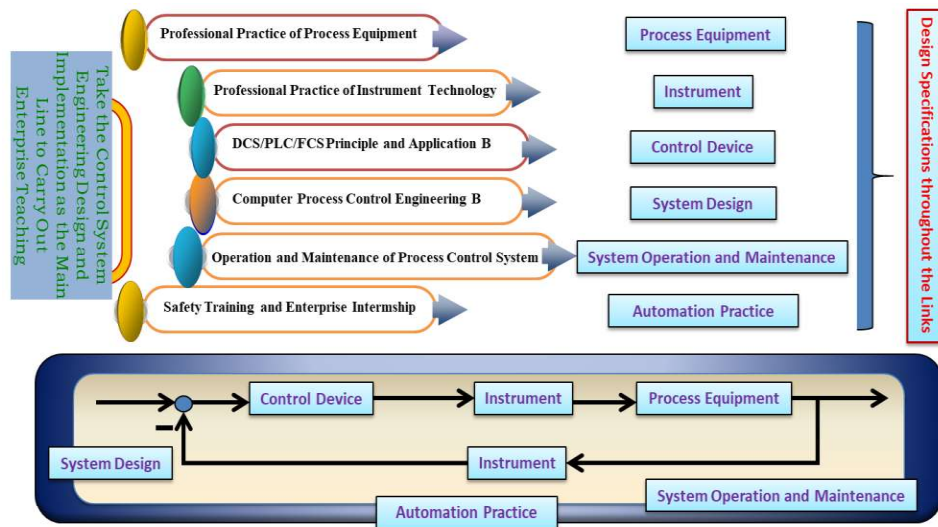 Take the Control System
Engineering Design and
Implementation as the Main
Line to Carry Out
Enterprise Teaching
Professional Practice of Process Equipment
Process Equipment
Professional Practice of Instrument Technology
Instrument
DCS/PLC/FCS Principle and Application B
Control Device
Computer Process Control Engineering B
System Design
Operation and Maintenance of Process Control System
System Operation and Maintenance
Safety Training and Enterprise Internship
Automation Practice
Design Specifications throughout the Links
Control Device
Instrument
Process Equipment
–
System Design
Instrument
System Operation and Maintenance
Automation Practice